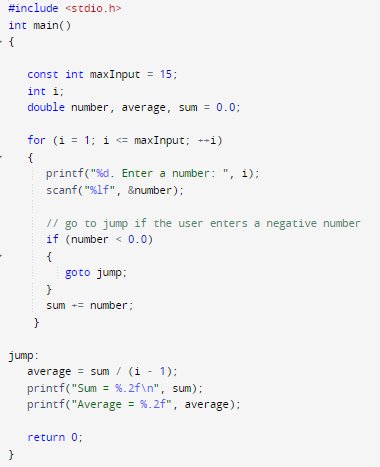 #include <stdio.h>
int main()
{
const int maxInput = 15;
int i;
double number, average, sum = 0.0;
for (i = 1; i <= maxInput; ++i)
{
printf("%d. Enter a number: ", i);
scanf("%lf", &number);
// go to jump if the user enters a negative number
if (number < 0.0)
{
goto jump;
}
sum += number;
}
jump:
average = sum / (i - 1);
printf("Sum = %.2f\n", sum);
printf("Average = %.2f", average);
return 0;
}